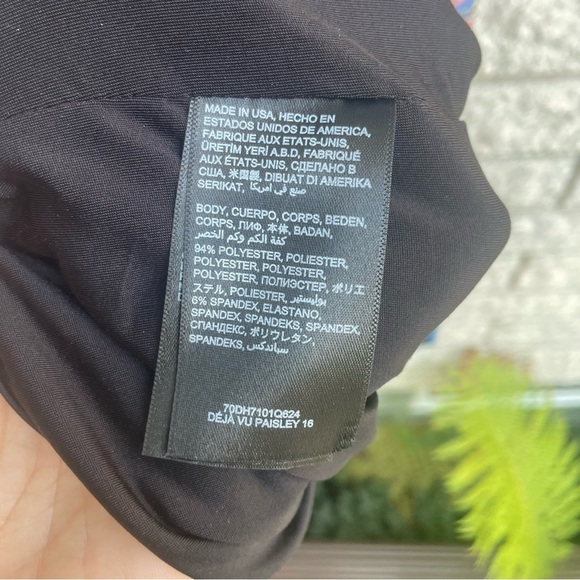 MADE IN USA, HECHO EN
ESTADOS UNIDOS DE AMERICA,
FABRIQUE AUX ETATS-UNIS,
ÜRETİM YERİ A.B.D, FABRIQUÉ
AUX ÉTATS-UNIS, СДЕЛАНО В
США, 米国製, DIBUAT DI AMERIKA
SERIKAT, صنع في امريكا
BODY, CUERPO, CORPS, BEDEN,
CORPS, ПИФ, 本体, BADAN,
كفة الكم وكم الخصر
94% POLYESTER, POLIESTER,
POLYESTER, POLYESTER,
POLYESTER, ПОЛИЭСТЕР, ポリエ
ステル, POLIESTER, بوليستير
6% SPANDEX, ELASTANO,
SPANDEX, SPANDEKS, SPANDEX,
СПАНДЕКС, ポリウレタン,
SPANDEKS, سباندكس
70DH7101Q624
DÉJÀ VU PAISLEY 16